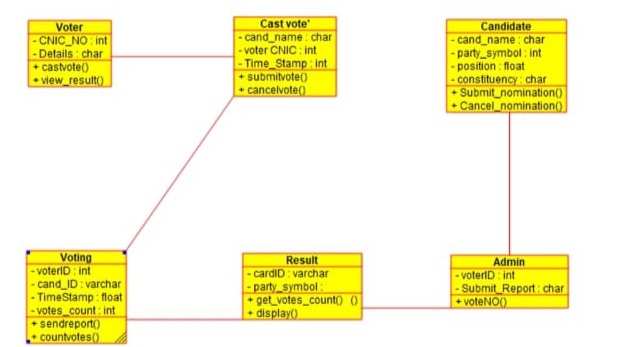 Voter
- CNIC_NO : int
- Details : char
+ castvote()
+ view_result()
Cast vote'
- cand_name : char
- voter CNIC : int
- Time_Stamp : int
+ submitvote()
+ cancelvote()
Candidate
- cand_name : char
- party_symbol : int
- position : float
- constituency : char
+ Submit_nomination()
+ Cancel_nomination()
Voting
- voterID : int
- cand_ID : varchar
- TimeStamp : float
- votes_count : int
+ sendreport()
+ countvotes()
Result
- cardID : varchar
- party_symbol :
+ get_votes_count() ()
+ display()
Admin
- voterID : int
- Submit_Report : char
+ voteNO()